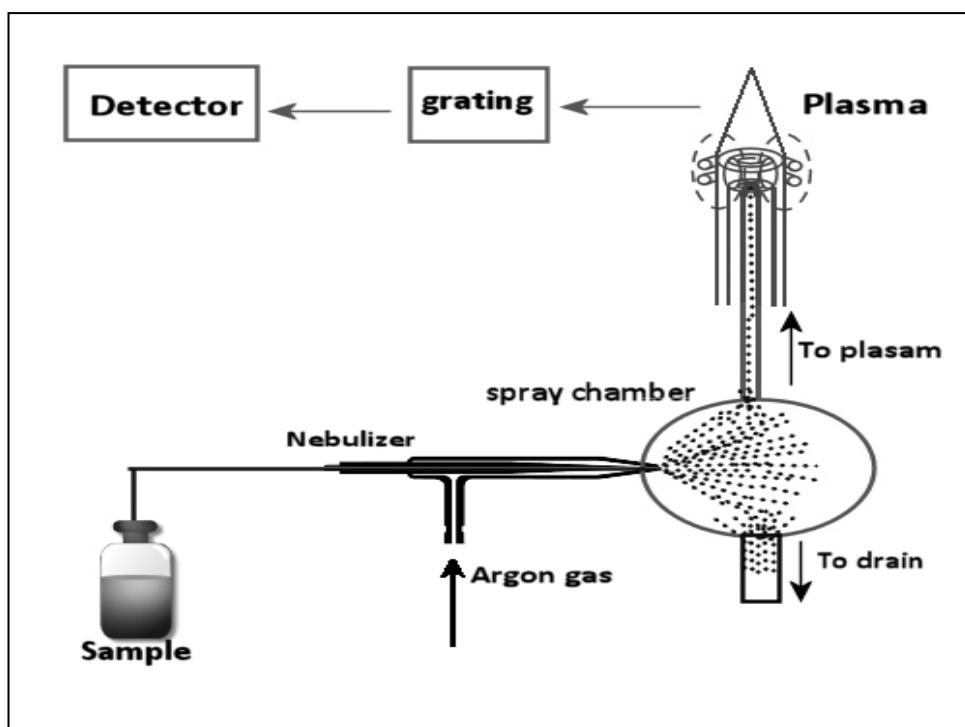 Detector
grating
Plasma
To plasam
spray chamber
Nebulizer
Argon gas
To drain
Sample